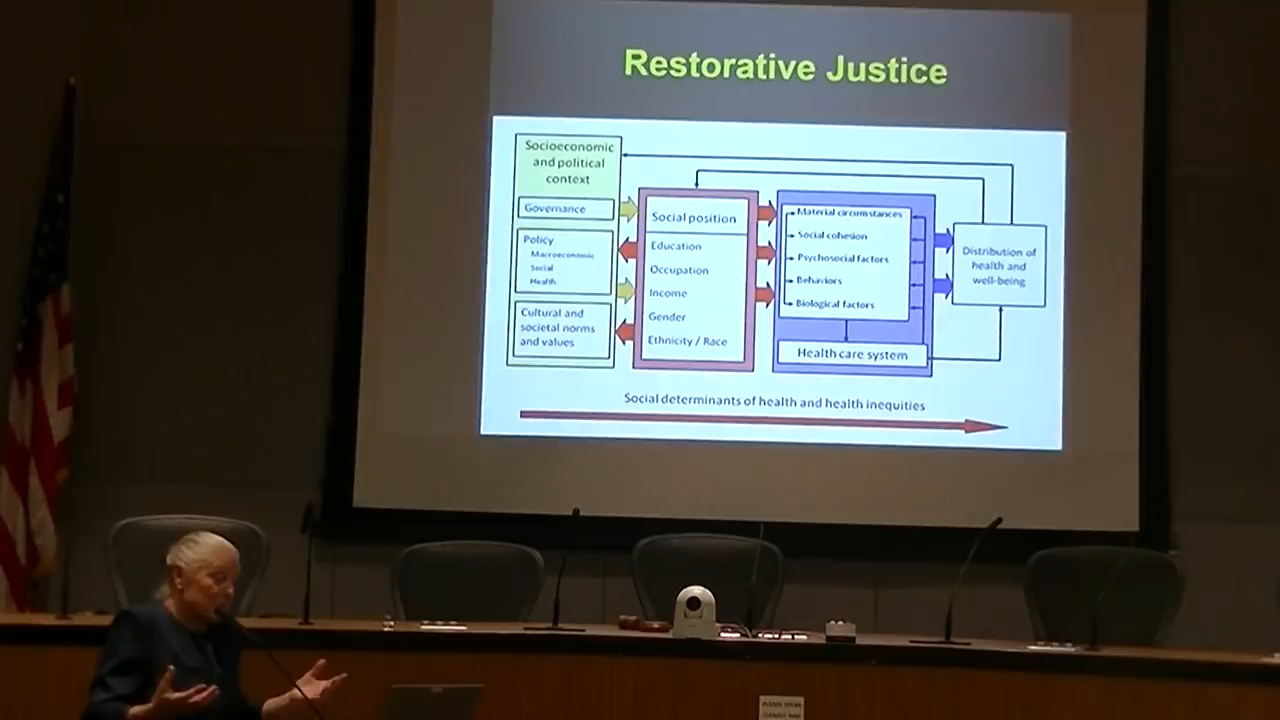 Restorative Justice
Socioeconomic
and political
context
Governance
Policy
Macroeconomic
Social
Health
Cultural and
societal norms
and values
Social position
Education
Occupation
Income
Gender
Ethnicity / Race
Material circumstances
Social cohesion
Psychosocial factors
Behaviors
Biological factors
Health care system
Distribution of
health and
well-being
Social determinants of health and health inequities
PLEASE SPEAK